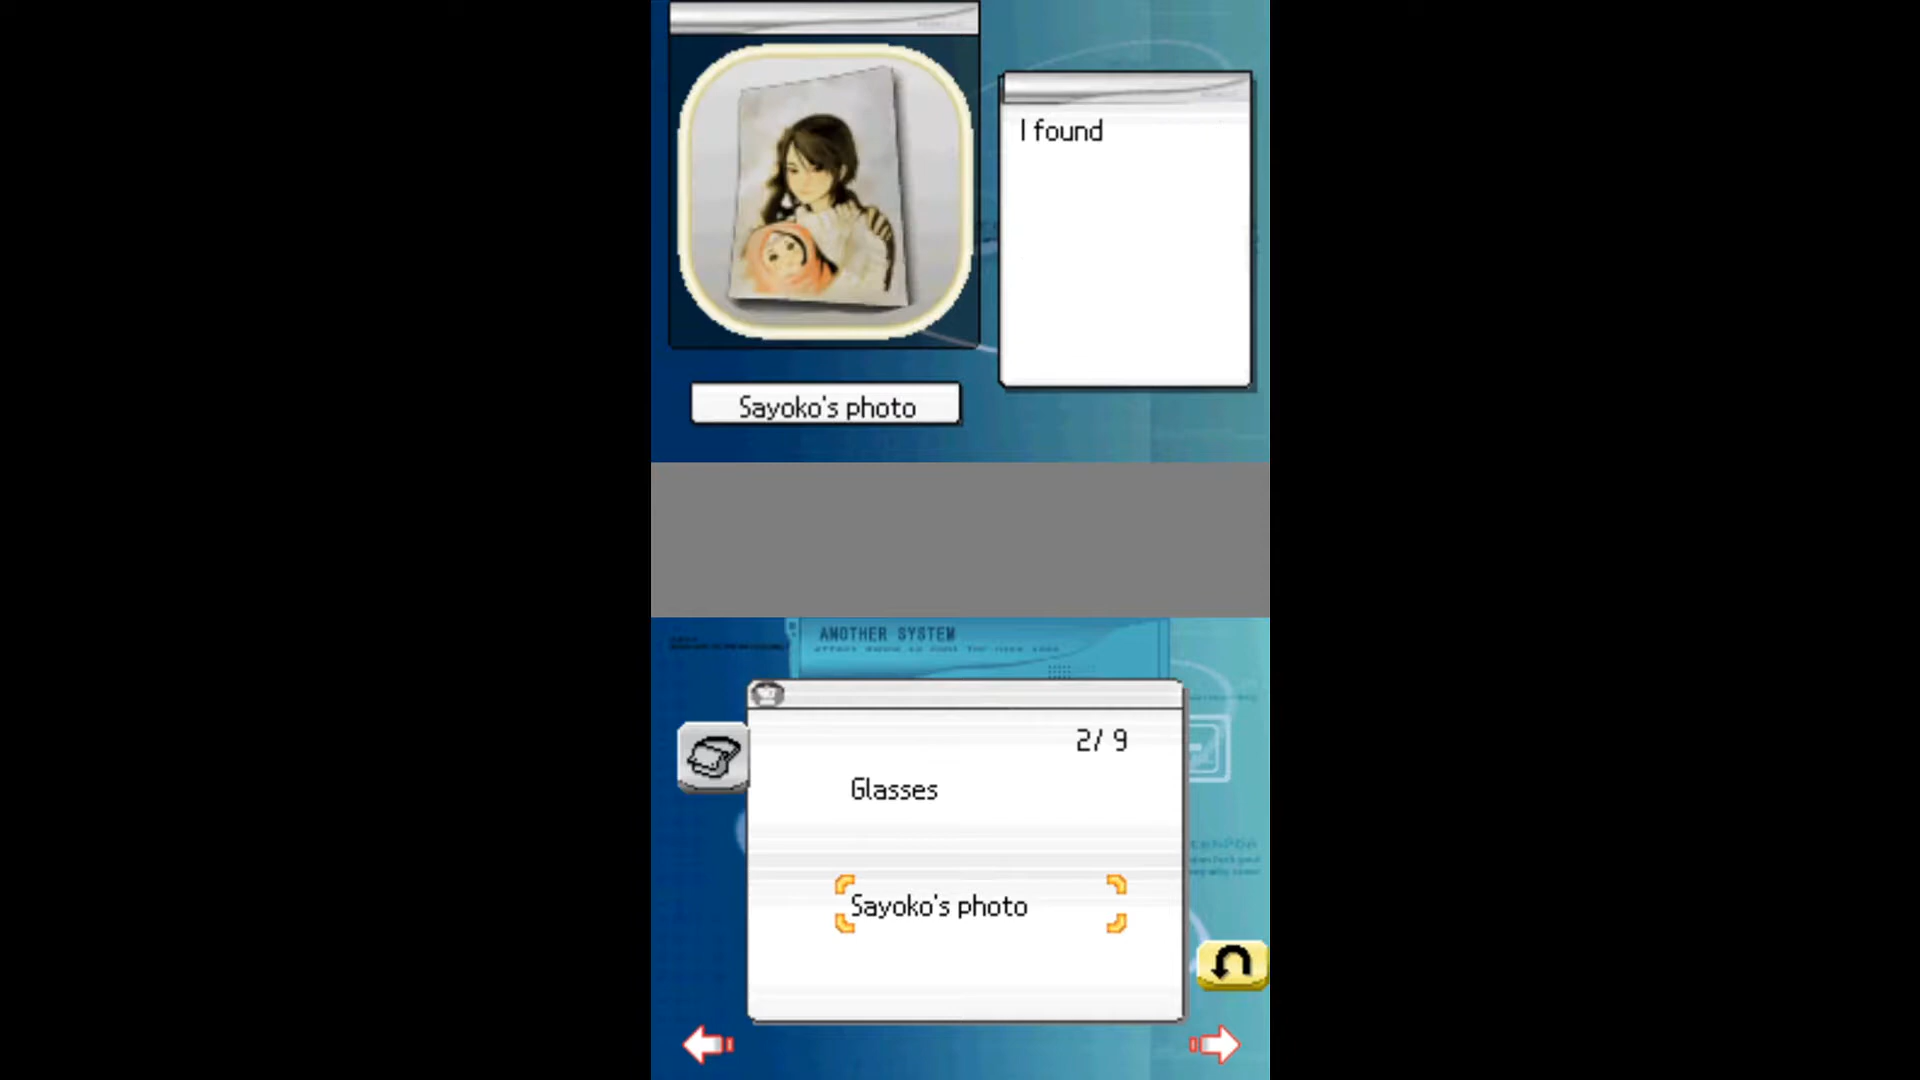 I found
Sayoko's photo
ANOTHER SYSTEM
2/ 9
Glasses
Sayoko's photo